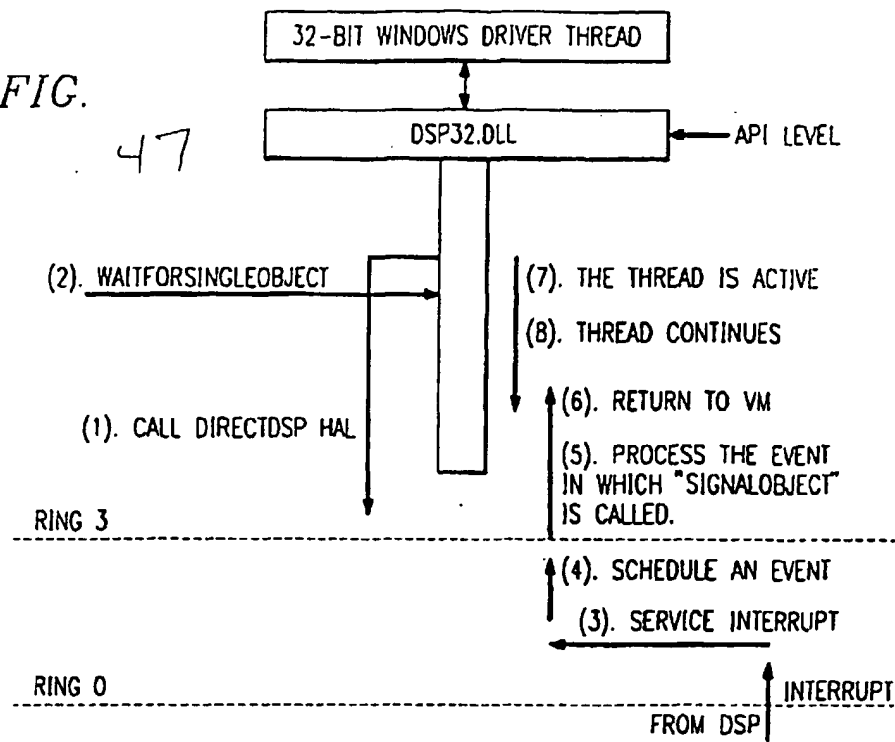 32-BIT WINDOWS DRIVER THREAD
FIG.
47
DSP32.DLL
API LEVEL
(2). WAITFORSINGLEOBJECT
(7). THE THREAD IS ACTIVE
(8). THREAD CONTINUES
(1). CALL DIRECTDSP HAL
(6). RETURN TO VM
(5). PROCESS THE EVENT
IN WHICH "SIGNALOBJECT"
IS CALLED.
RING 3
(4). SCHEDULE AN EVENT
(3). SERVICE INTERRUPT
RING 0
INTERRUPT
FROM DSP